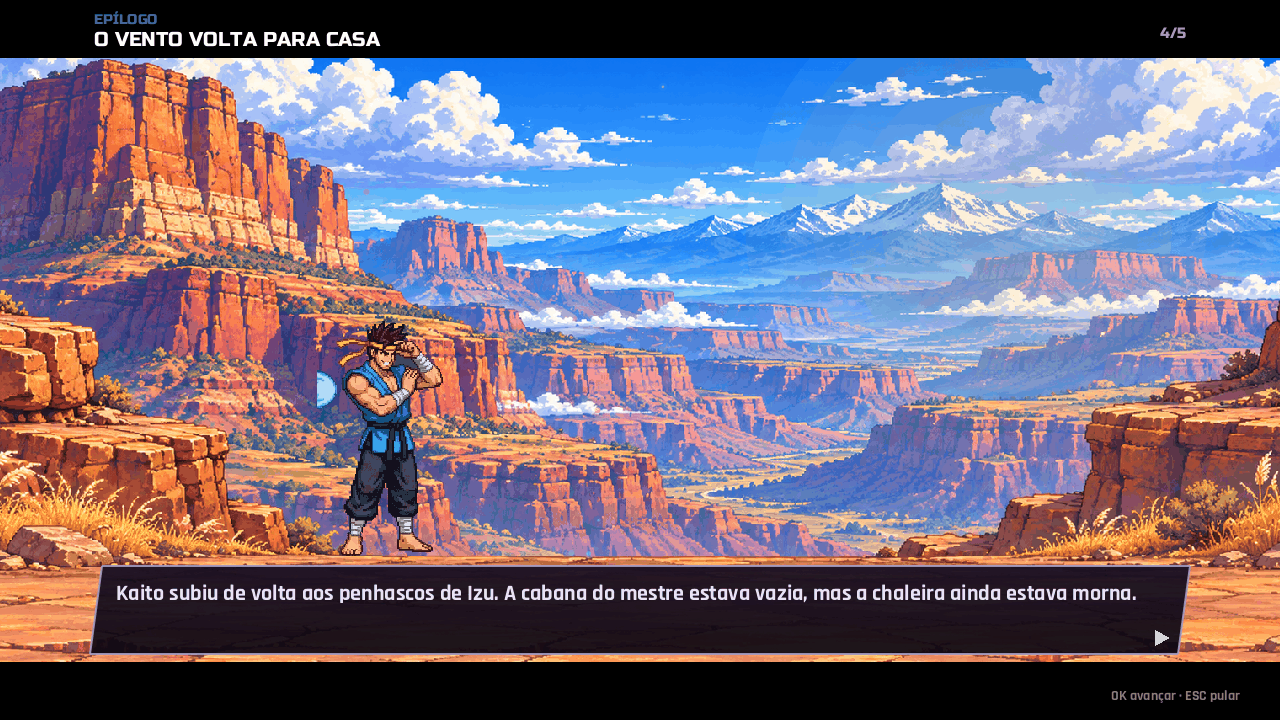 EPÍLOGO
O VENTO VOLTA PARA CASA
4/5
Kaito subiu de volta aos penhascos de Izu. A cabana do mestre estava vazia, mas a chaleira ainda estava morna.
OK avançar · ESC pular